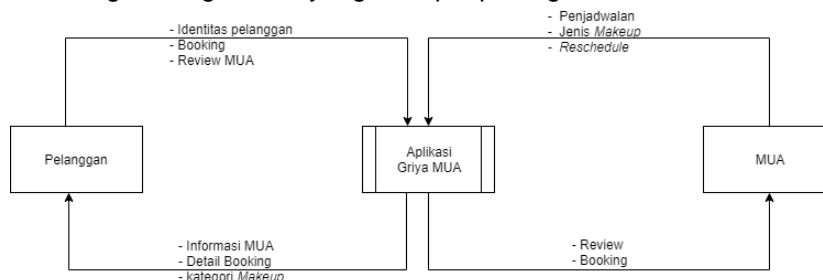 - Identitas pelanggan
- Booking
- Review MUA
- Penjadwalan
- Jenis Makeup
- Reschedule
Pelanggan
Aplikasi
Griya MUA
MUA
- Informasi MUA
- Detail Booking
- kategori Makeup
- Review
- Booking